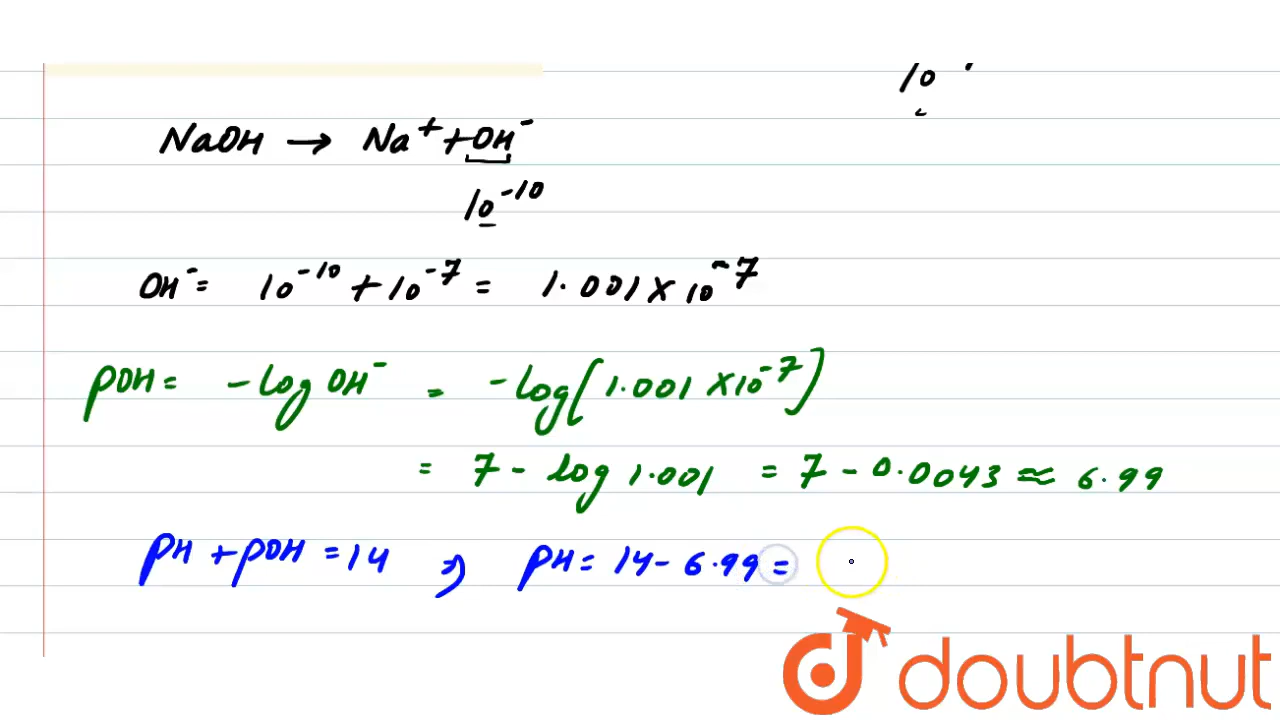 NaOH → Na⁺ + OH⁻
10⁻¹⁰
OH⁻ = 10⁻¹⁰ + 10⁻⁷ = 1.001 × 10⁻⁷
pOH = - log OH⁻ = - log (1.001 × 10⁻⁷)
= 7 - log 1.001 = 7 - 0.0043 ≈ 6.99
pH + pOH = 14 ⇒ pH = 14 - 6.99 =
doubtnut